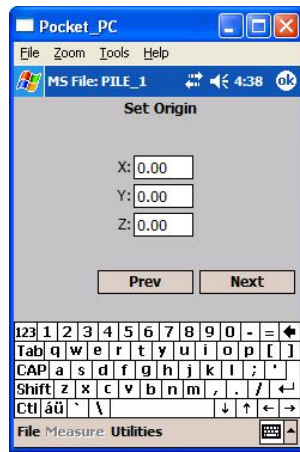 Pocket_PC
File Zoom Tools Help
MS File: PILE_1 4:38 ok
Set Origin
X: 0.00
Y: 0.00
Z: 0.00
Prev Next
123 1 2 3 4 5 6 7 8 9 0 - =
Tab q w e r t y u i o p [ ]
CAP a s d f g h j k l ; '
Shift z x c v b n m , . /
Ctl áü ` \
File Measure Utilities